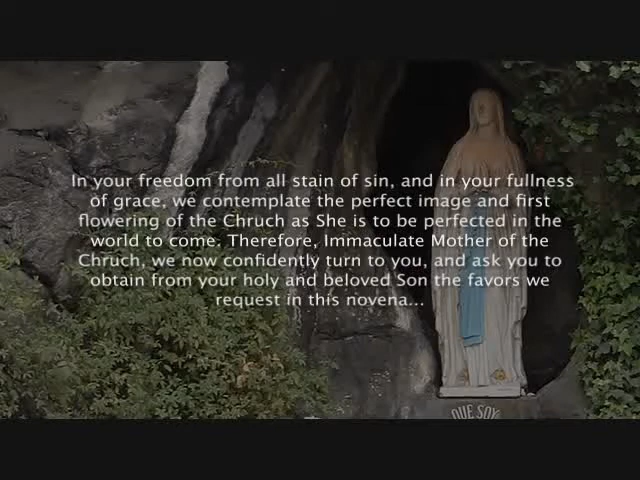 In your freedom from all stain of sin, and in your fullness
of grace, we contemplate the perfect image and first
flowering of the Chruch as She is to be perfected in the
world to come. Therefore, Immaculate Mother of the
Chruch, we now confidently turn to you, and ask you to
obtain from your holy and beloved Son the favors we
request in this novena...
QUE SOY